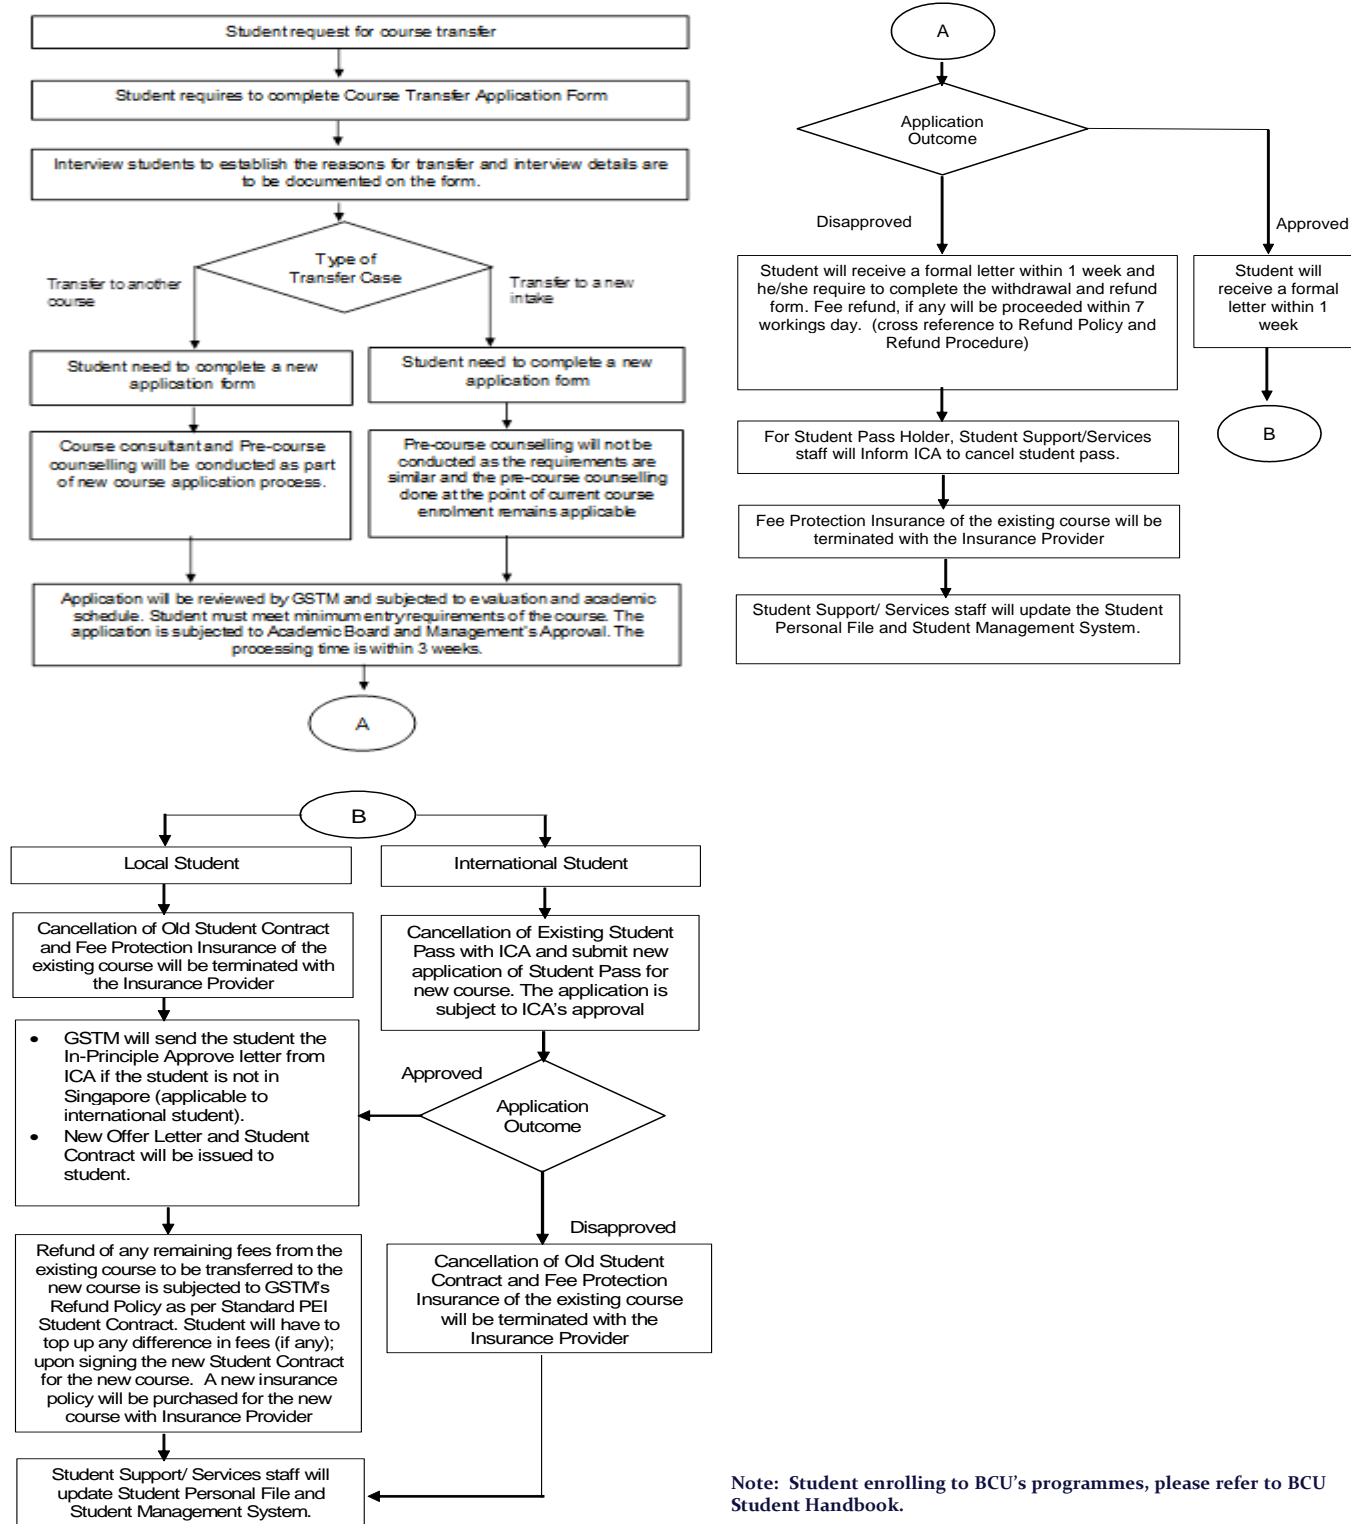 Student request for course transfer
Student requires to complete Course Transfer Application Form
Interview students to establish the reasons for transfer and interview details are
to be documented on the form.
Type of
Transfer Case
Transfer to another
course
Transfer to a new
intake
Student need to complete a new
application form
Student need to complete a new
application form
Course consultant and Pre-course
counselling will be conducted as part
of new course application process.
Pre-course counselling will not be
conducted as the requirements are
similar and the pre-course counselling
done at the point of current course
enrolment remains applicable
Application will be reviewed by GSTM and subjected to evaluation and academic
schedule. Student must meet minimum entry requirements of the course. The
application is subjected to Academic Board and Management's Approval. The
processing time is within 3 weeks.
A
A
Application
Outcome
Disapproved
Approved
Student will receive a formal letter within 1 week and
he/she require to complete the withdrawal and refund
form. Fee refund, if any will be proceeded within 7
workings day.  (cross reference to Refund Policy and
Refund Procedure)
Student will
receive a formal
letter within 1
week
B
For Student Pass Holder, Student Support/Services
staff will Inform ICA to cancel student pass.
Fee Protection Insurance of the existing course will be
terminated with the Insurance Provider
Student Support/ Services staff will update the Student
Personal File and Student Management System.
B
Local Student
International Student
Cancellation of Old Student Contract
and Fee Protection Insurance of the
existing course will be terminated with
the Insurance Provider
Cancellation of Existing Student
Pass with ICA and submit new
application of Student Pass for
new course. The application is
subject to ICA's approval
• GSTM will send the student the
In-Principle Approve letter from
ICA if the student is not in
Singapore (applicable to
international student).
• New Offer Letter and Student
Contract will be issued to
student.
Approved
Application
Outcome
Disapproved
Refund of any remaining fees from the
existing course to be transferred to the
new course is subjected to GSTM's
Refund Policy as per Standard PEI
Student Contract. Student will have to
top up any difference in fees (if any);
upon signing the new Student Contract
for the new course.  A new insurance
policy will be purchased for the new
course with Insurance Provider
Cancellation of Old Student
Contract and Fee Protection
Insurance of the existing course
will be terminated with the
Insurance Provider
Student Support/ Services staff will
update Student Personal File and
Student Management System.
Note:  Student enrolling to BCU's programmes, please refer to BCU
Student Handbook.